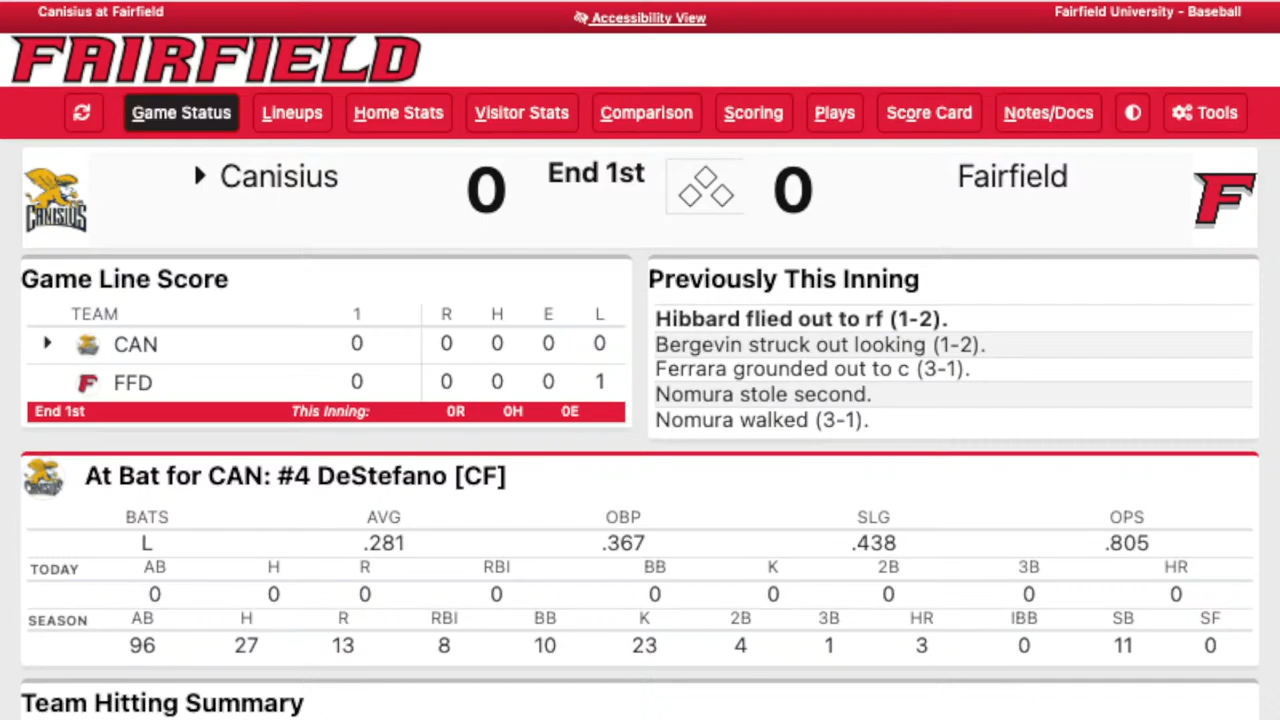 Canisius at Fairfield
Accessibility View
Fairfield University - Baseball
FAIRFIELD
Game Status Lineups Home Stats Visitor Stats Comparison Scoring Plays Score Card Notes/Docs Tools
CANISIUS Canisius 0 End 1st 0 Fairfield F
Game Line Score
TEAM 1 R H E L
CAN 0 0 0 0 0
F FFD 0 0 0 0 1
End 1st This Inning: 0R 0H 0E
Previously This Inning
Hibbard flied out to rf (1-2).
Bergevin struck out looking (1-2).
Ferrara grounded out to c (3-1).
Nomura stole second.
Nomura walked (3-1).
At Bat for CAN: #4 DeStefano [CF]
BATS AVG OBP SLG OPS
L .281 .367 .438 .805
TODAY AB H R RBI BB K 2B 3B HR
0 0 0 0 0 0 0 0 0
SEASON AB H R RBI BB K 2B 3B HR IBB SB SF
96 27 13 8 10 23 4 1 3 0 11 0
Team Hitting Summary